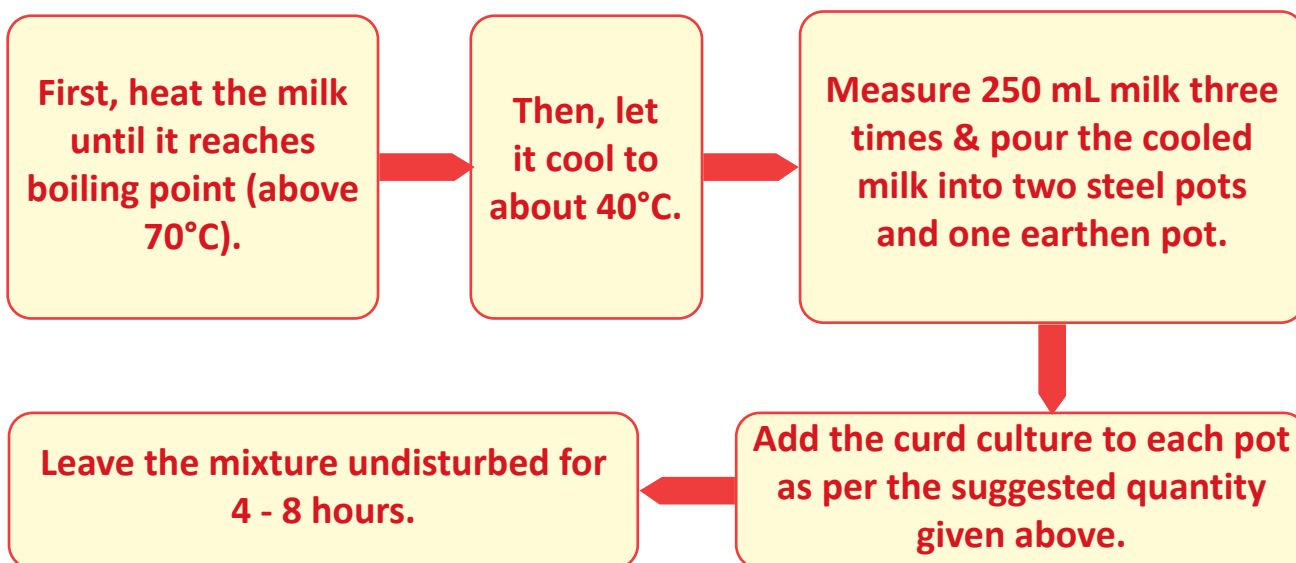 First, heat the milk
until it reaches
boiling point (above
70°C).
Then, let
it cool to
about 40°C.
Measure 250 mL milk three
times & pour the cooled
milk into two steel pots
and one earthen pot.
Add the curd culture to each pot
as per the suggested quantity
given above.
Leave the mixture undisturbed for
4 - 8 hours.